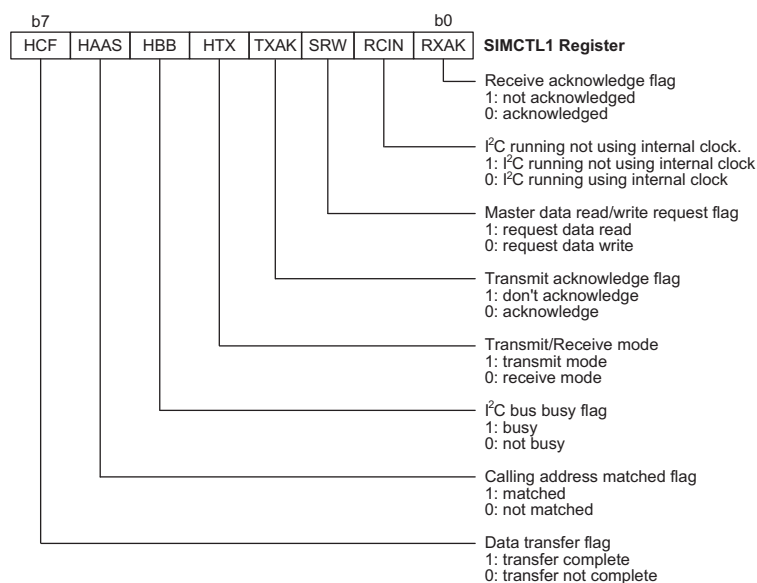 b7 b0
HCF HAAS HBB HTX TXAK SRW RCIN RXAK SIMCTL1 Register
Receive acknowledge flag
1: not acknowledged
0: acknowledged
I²C running not using internal clock.
1: I²C running not using internal clock
0: I²C running using internal clock
Master data read/write request flag
1: request data read
0: request data write
Transmit acknowledge flag
1: don't acknowledge
0: acknowledge
Transmit/Receive mode
1: transmit mode
0: receive mode
I²C bus busy flag
1: busy
0: not busy
Calling address matched flag
1: matched
0: not matched
Data transfer flag
1: transfer complete
0: transfer not complete